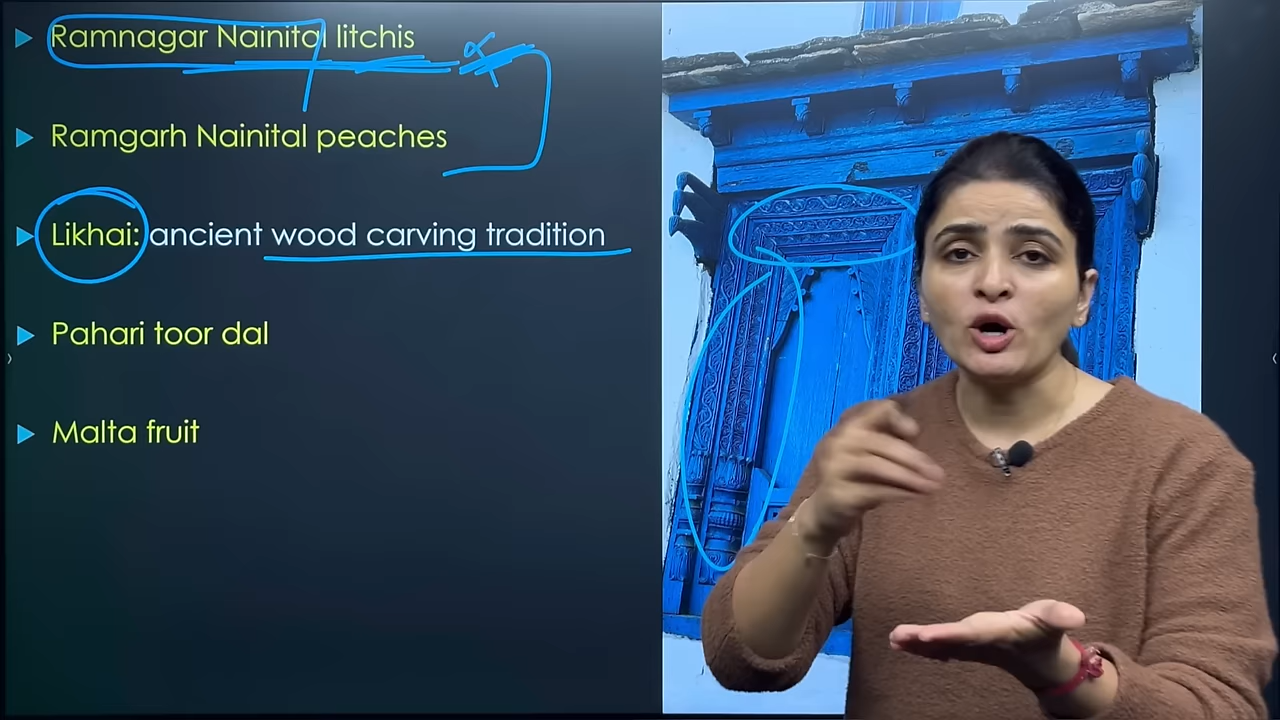 Ramnagar Nainital litchis
Ramgarh Nainital peaches
Likhai: ancient wood carving tradition
Pahari toor dal
Malta fruit